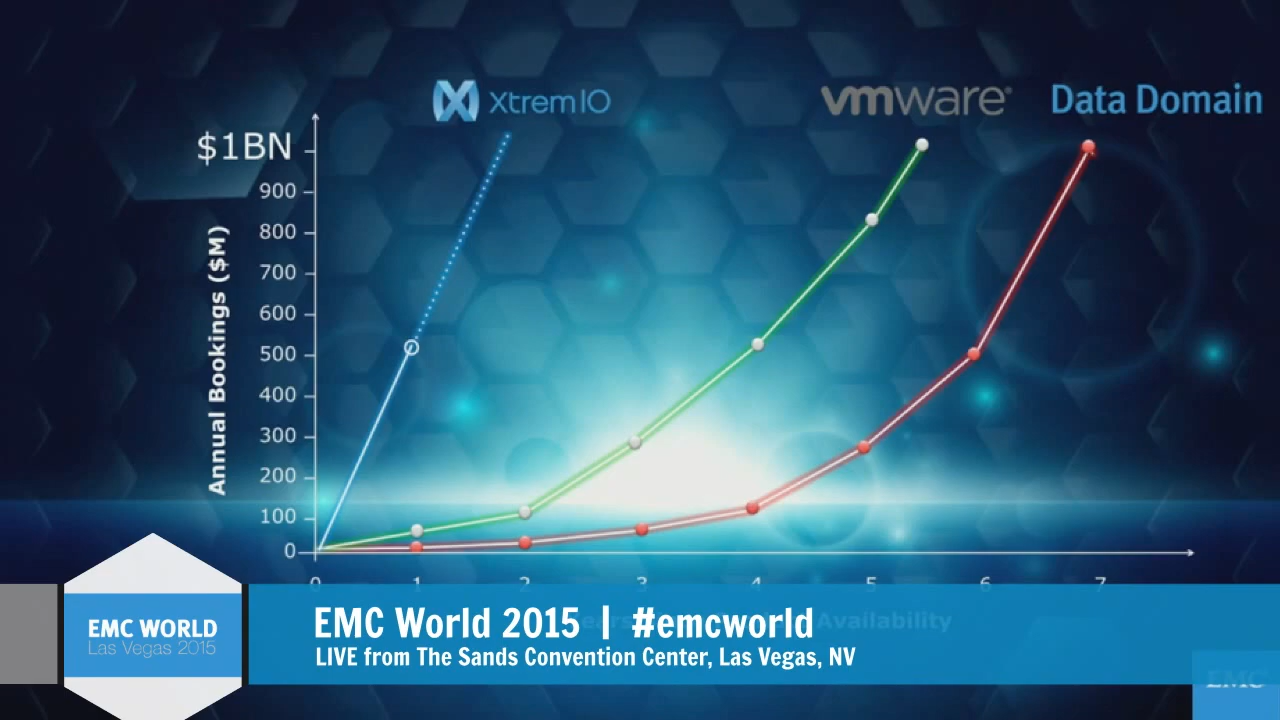 XtremIO
vmware®
Data Domain
$1BN
900
800
700
600
500
400
300
200
100
0
Annual Bookings ($M)
0 1 2 3 4 5 6 7
Availability
EMC WORLD
Las Vegas 2015
EMC World 2015 | #emcworld
LIVE from The Sands Convention Center, Las Vegas, NV
EMC